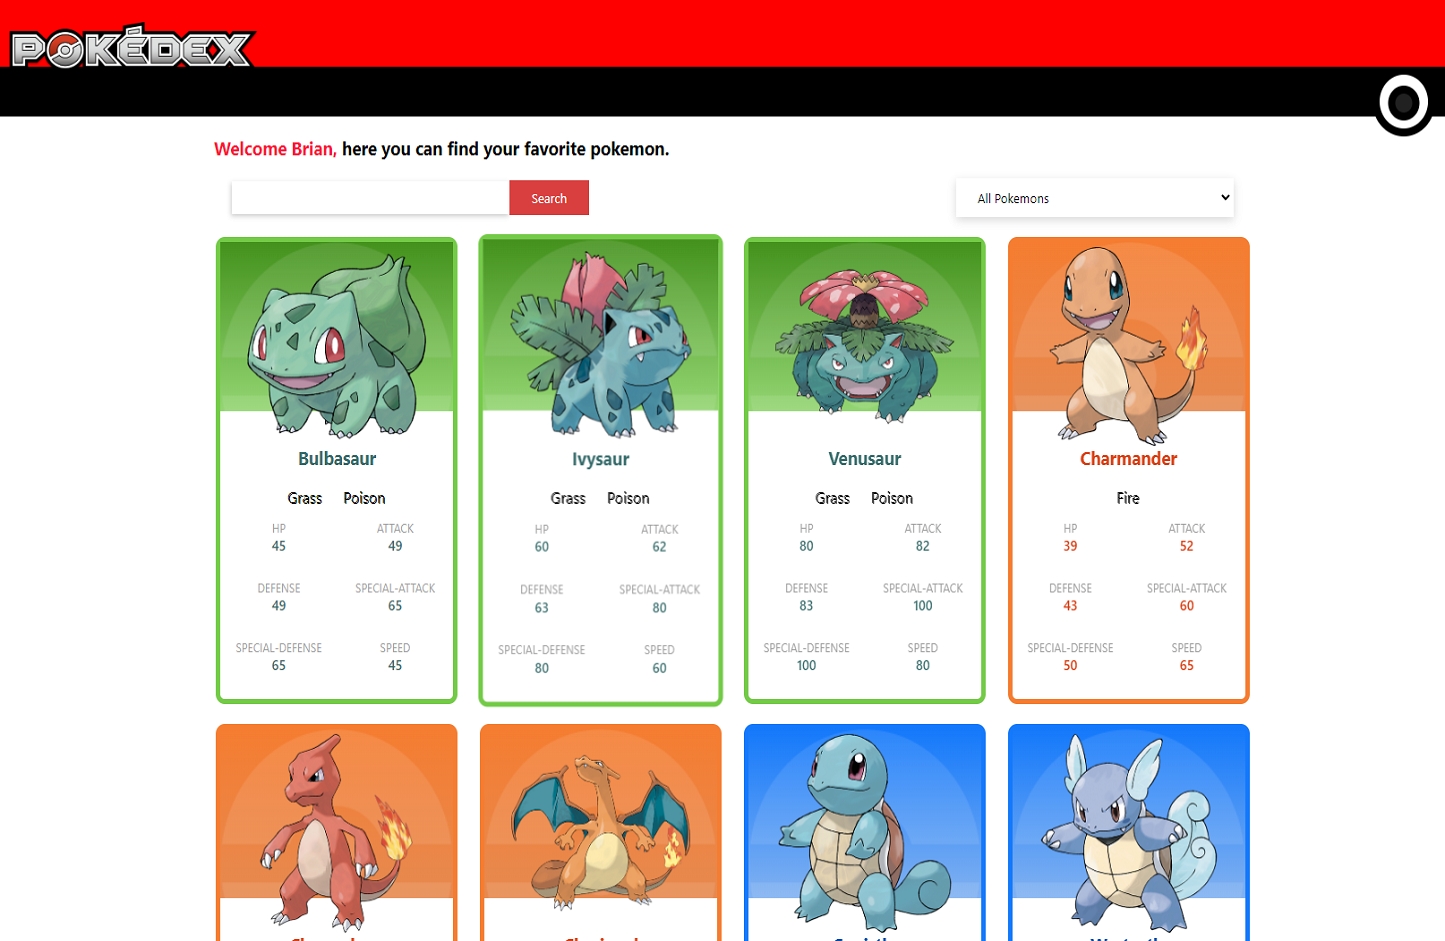 POKÉDEX
Welcome Brian, here you can find your favorite pokemon.
Search
All Pokemons
Bulbasaur
Grass Poison
HP ATTACK
45 49
DEFENSE SPECIAL-ATTACK
49 65
SPECIAL-DEFENSE SPEED
65 45
Ivysaur
Grass Poison
HP ATTACK
60 62
DEFENSE SPECIAL-ATTACK
63 80
SPECIAL-DEFENSE SPEED
80 60
Venusaur
Grass Poison
HP ATTACK
80 82
DEFENSE SPECIAL-ATTACK
83 100
SPECIAL-DEFENSE SPEED
100 80
Charmander
Fire
HP ATTACK
39 52
DEFENSE SPECIAL-ATTACK
43 60
SPECIAL-DEFENSE SPEED
50 65